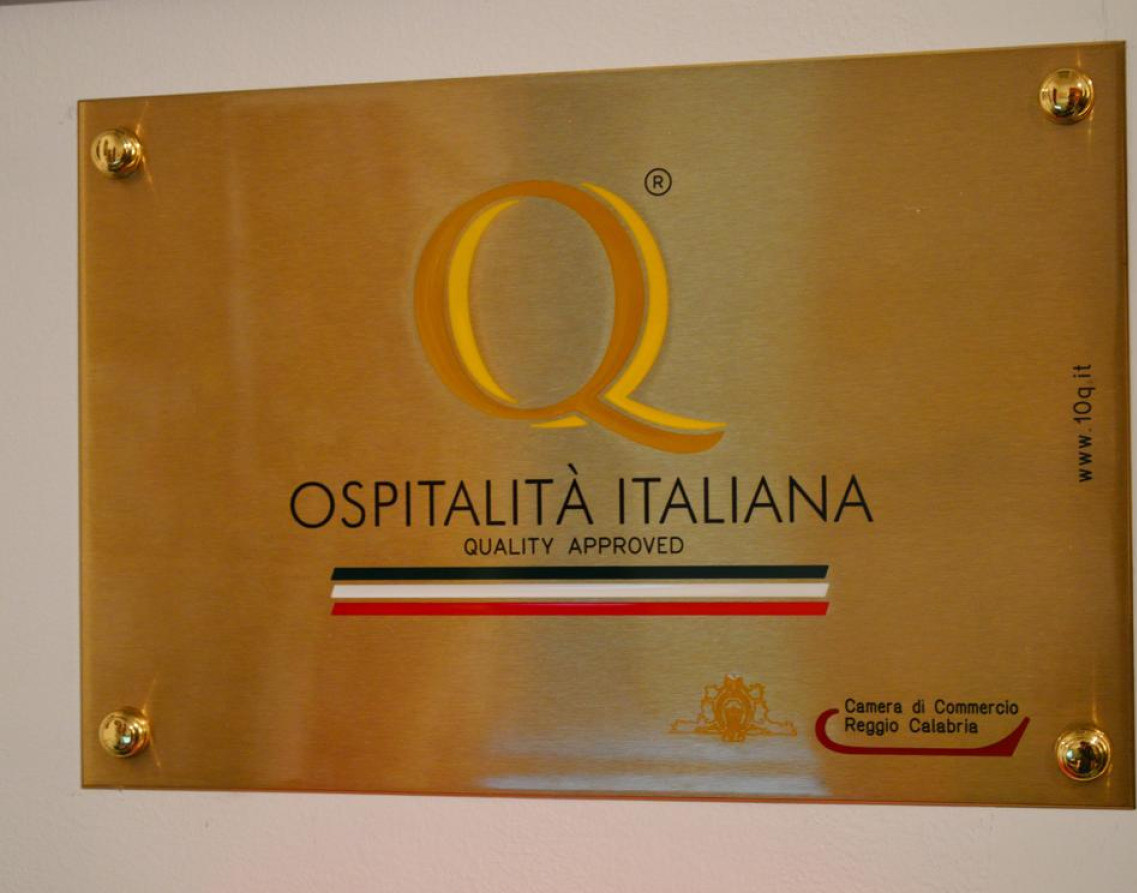 Q®
OSPITALITÀ ITALIANA
QUALITY APPROVED
www.10q.it
Camera di Commercio
Reggio Calabria